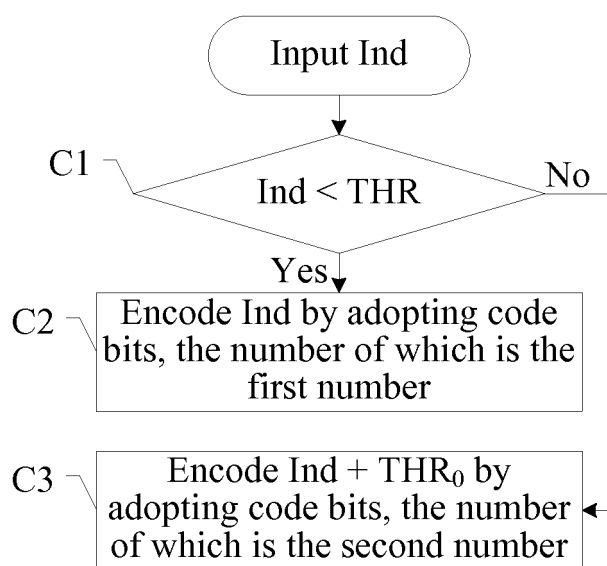 Input Ind
C1
Ind < THR
No
Yes
C2
Encode Ind by adopting code
bits, the number of which is the
first number
C3
Encode Ind + THR₀ by
adopting code bits, the number
of which is the second number